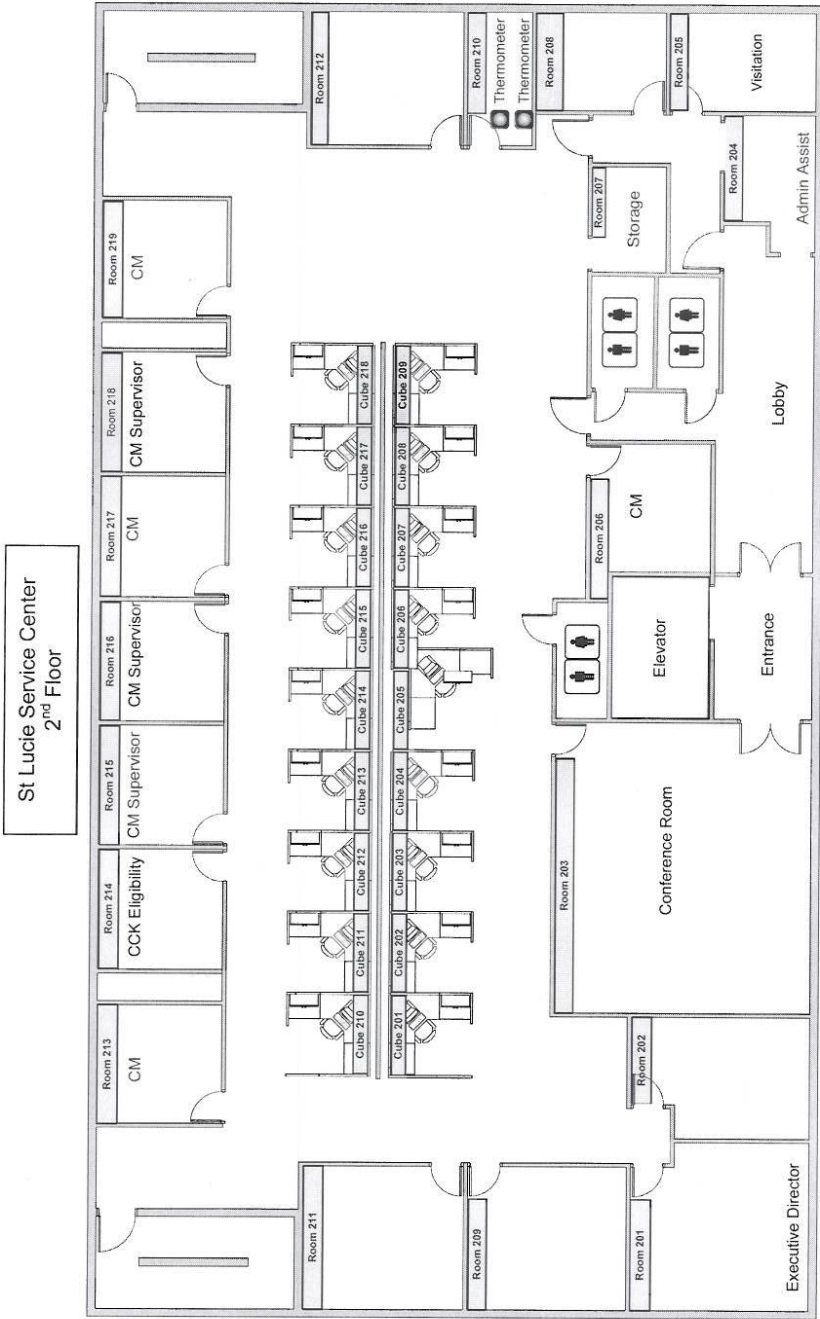 St Lucie Service Center
2nd Floor
Room 213
CM
Room 214
CCK Eligibility
Room 215
CM Supervisor
Room 216
CM Supervisor
Room 217
CM
Room 218
CM Supervisor
Room 219
CM
Room 211
Room 212
Cube 210
Cube 211
Cube 212
Cube 213
Cube 214
Cube 215
Cube 216
Cube 217
Cube 218
Cube 201
Cube 202
Cube 203
Cube 204
Cube 205
Cube 206
Cube 207
Cube 208
Cube 209
Room 209
Room 210
Thermometer
Thermometer
Room 201
Executive Director
Room 202
Room 203
Conference Room
Elevator
Entrance
Room 206
CM
Lobby
Room 207
Storage
Room 208
Room 204
Admin Assist
Room 205
Visitation